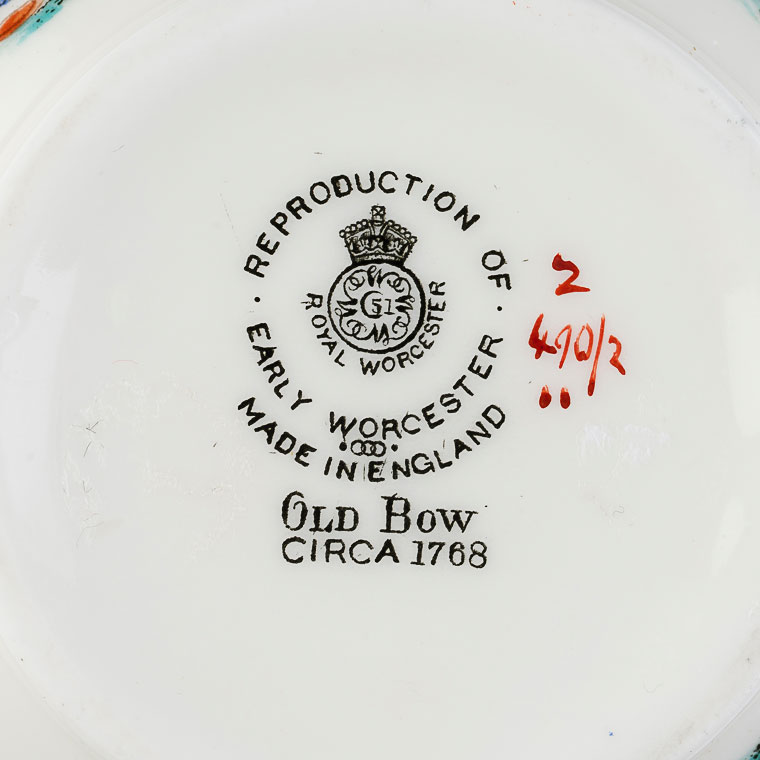 REPRODUCTION OF
ROYAL WORCESTER
51
EARLY WORCESTER
MADE IN ENGLAND
OLD BOW
CIRCA 1768
2
490/2